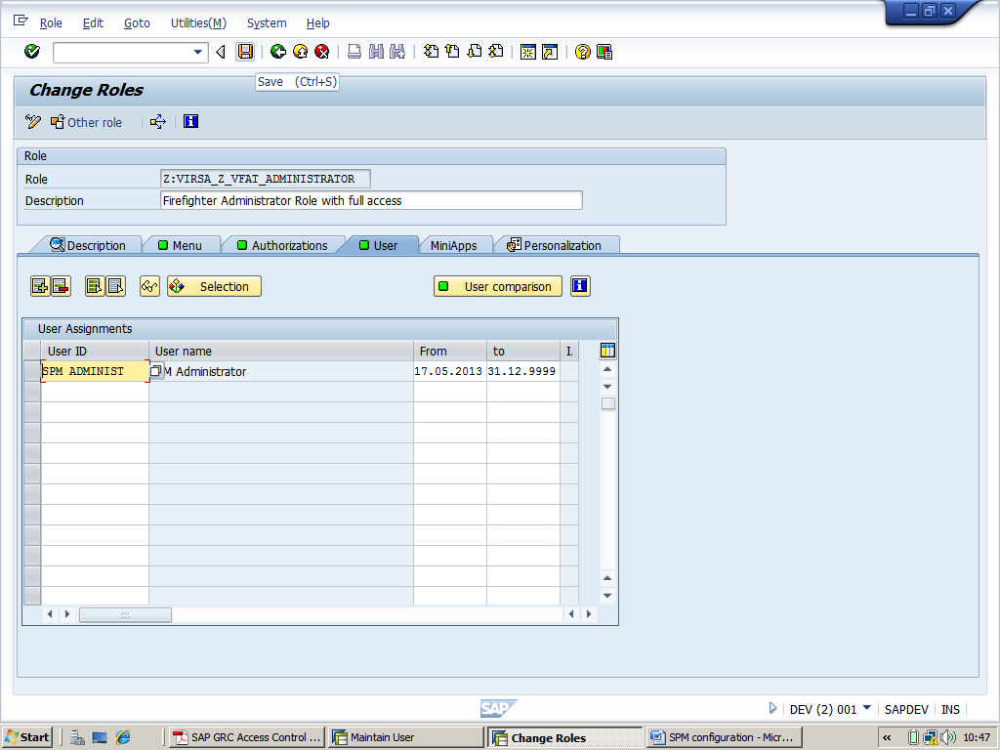 Role Edit Goto Utilities(M) System Help
Save (Ctrl+S)
Change Roles
Other role
Role
Role Z:VIRSA_Z_VFAT_ADMINISTRATOR
Description Firefighter Administrator Role with full access
Description Menu Authorizations User MiniApps Personalization
Selection User comparison
User Assignments
User ID User name From to I.
SPM ADMINIST M Administrator 17.05.2013 31.12.9999
SAP
DEV (2) 001 SAPDEV INS
Start SAP GRC Access Control ... Maintain User Change Roles SPM configuration - Micr... « 10:47